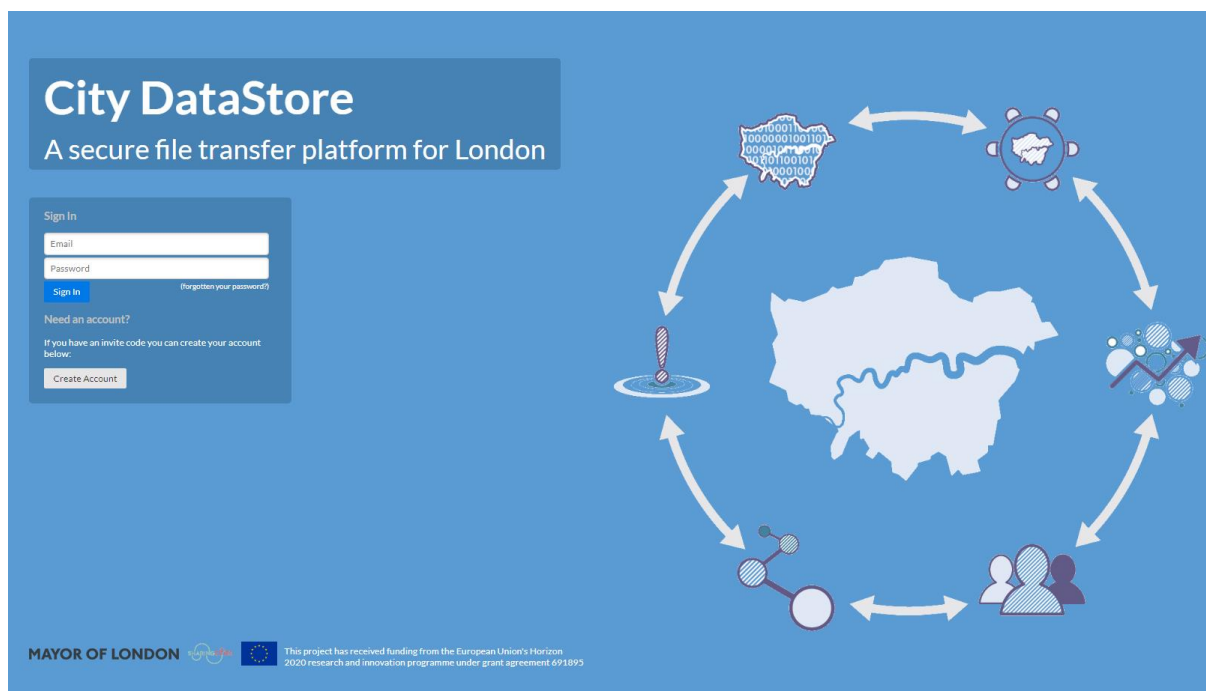 City DataStore
A secure file transfer platform for London
Sign In
Email
Password
Sign In
(forgotten your password?)
Need an account?
If you have an invite code you can create your account
below:
Create Account
MAYOR OF LONDON
This project has received funding from the European Union's Horizon
2020 research and innovation programme under grant agreement 691895